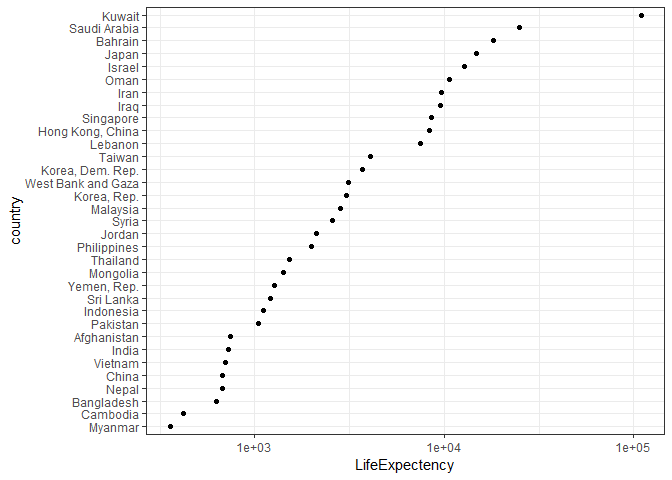 Kuwait
Saudi Arabia
Bahrain
Japan
Israel
Oman
Iran
Iraq
Singapore
Hong Kong, China
Lebanon
Taiwan
Korea, Dem. Rep.
West Bank and Gaza
Korea, Rep.
Malaysia
Syria
Jordan
Philippines
Thailand
Mongolia
Yemen, Rep.
Sri Lanka
Indonesia
Pakistan
Afghanistan
India
Vietnam
China
Nepal
Bangladesh
Cambodia
Myanmar
country
1e+03 1e+04 1e+05
LifeExpectency